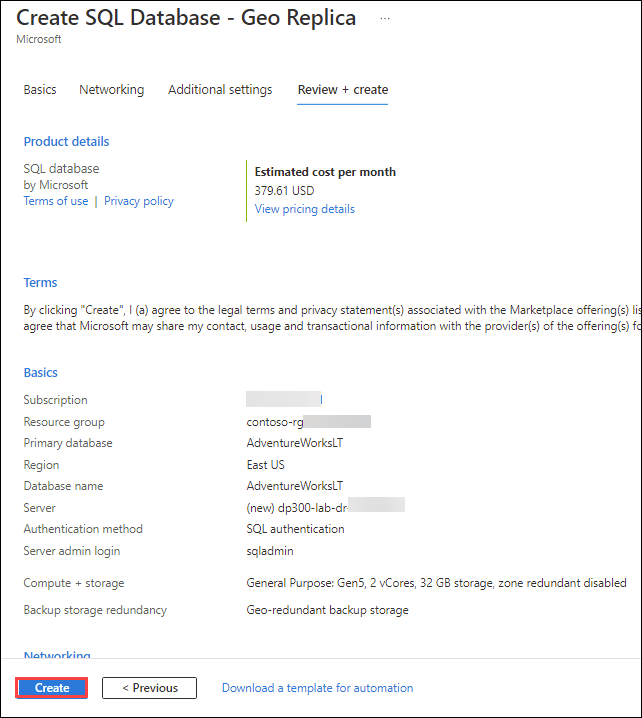 Create SQL Database - Geo Replica ...
Microsoft
Basics Networking Additional settings Review + create
Product details
SQL database
by Microsoft
Terms of use | Privacy policy
Estimated cost per month
379.61 USD
View pricing details
Terms
By clicking "Create", I (a) agree to the legal terms and privacy statement(s) associated with the Marketplace offering(s) lis
agree that Microsoft may share my contact, usage and transactional information with the provider(s) of the offering(s) fo
Basics
Subscription
Resource group contoso-rg
Primary database AdventureWorksLT
Region East US
Database name AdventureWorksLT
Server (new) dp300-lab-dr-
Authentication method SQL authentication
Server admin login sqladmin
Compute + storage General Purpose: Gen5, 2 vCores, 32 GB storage, zone redundant disabled
Backup storage redundancy Geo-redundant backup storage
Networking
Create < Previous Download a template for automation